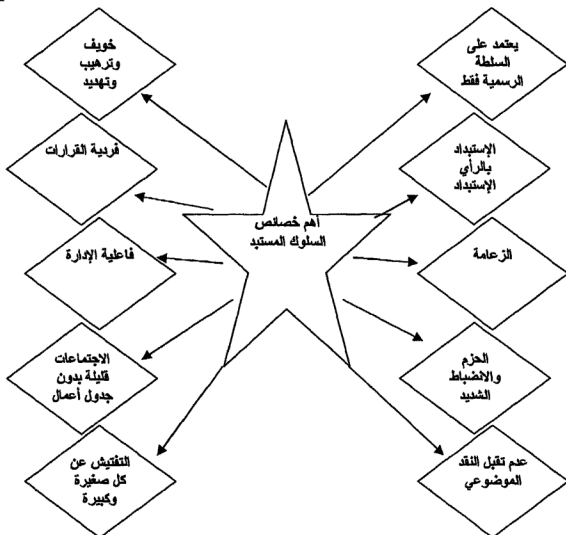 يعتمد على
السلطة
الرسمية فقط
خويف
وترهيب
وتهديد
الإستبداد
بالرأي
الإستبداد
فردية القرارات
أهم خصائص
السلوك المستبد
الزعامة
فاعلية الإدارة
الحزم
والانضباط
الشديد
الاجتماعات
قليلة بدون
جدول أعمال
عدم تقبل النقد
الموضوعي
التفتيش عن
كل صغيرة
وكبيرة